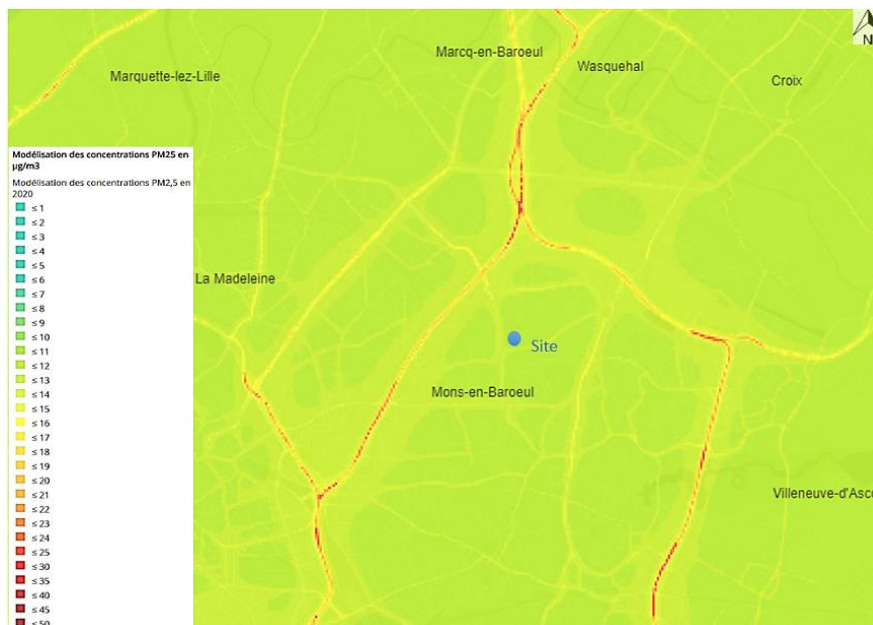 Marcq-en-Baroeul
Wasquehal
N
Marquette-lez-Lille
Croix
Modélisation des concentrations PM25 en
µg/m3
Modélisation des concentrations PM2,5 en
2020
≤ 1
≤ 2
≤ 3
≤ 4
≤ 5
≤ 6
≤ 7
≤ 8
≤ 9
≤ 10
≤ 11
≤ 12
≤ 13
≤ 14
≤ 15
≤ 16
≤ 17
≤ 18
≤ 19
≤ 20
≤ 21
≤ 22
≤ 23
≤ 24
≤ 25
≤ 30
≤ 35
≤ 40
≤ 45
≤ 50
La Madeleine
Site
Mons-en-Baroeul
Villeneuve-d'Asc